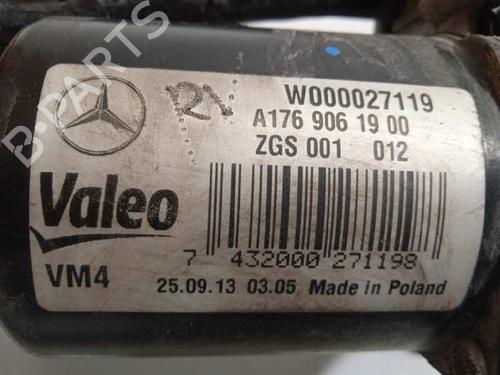 W000027119
A176 906 19 00
ZGS 001 012
Valeo
7 432000 271198
VM4
25.09.13 03.05 Made in Poland
B-PARTS